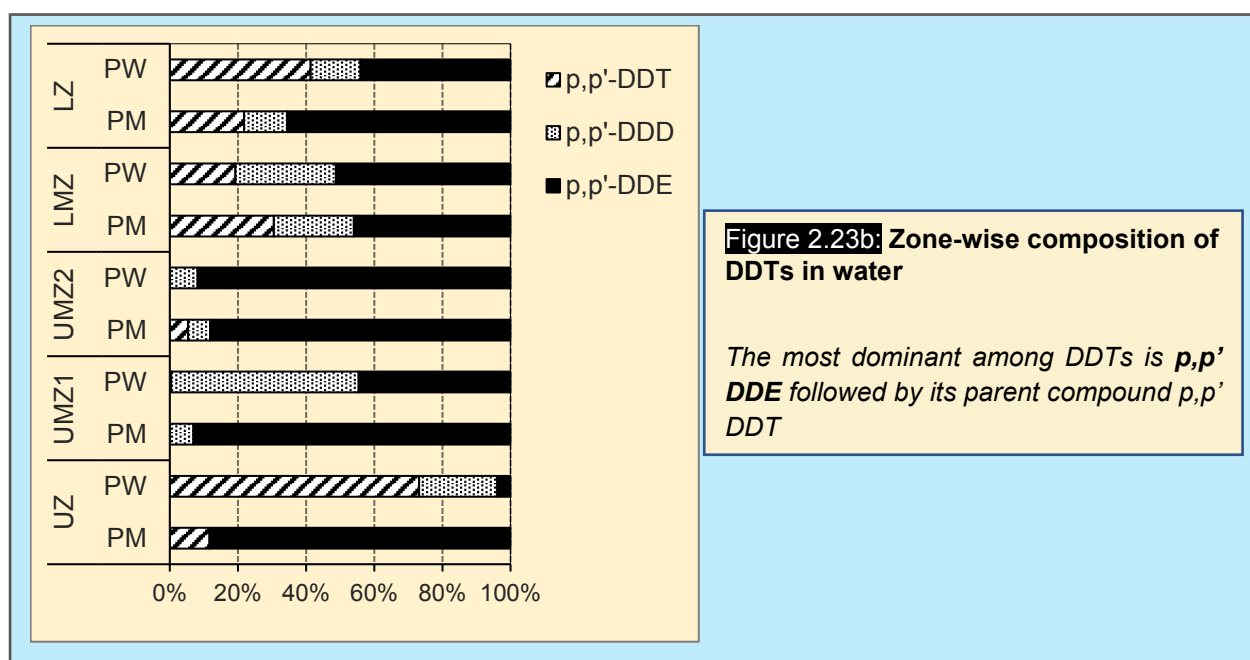 LZ
PW
PM
LMZ
PW
PM
UMZ2
PW
PM
UMZ1
PW
PM
UZ
PW
PM
0% 20% 40% 60% 80% 100%
p,p'-DDT
p,p'-DDD
p,p'-DDE
Figure 2.23b: Zone-wise composition of
DDTs in water
The most dominant among DDTs is p,p’
DDE followed by its parent compound p,p’
DDT